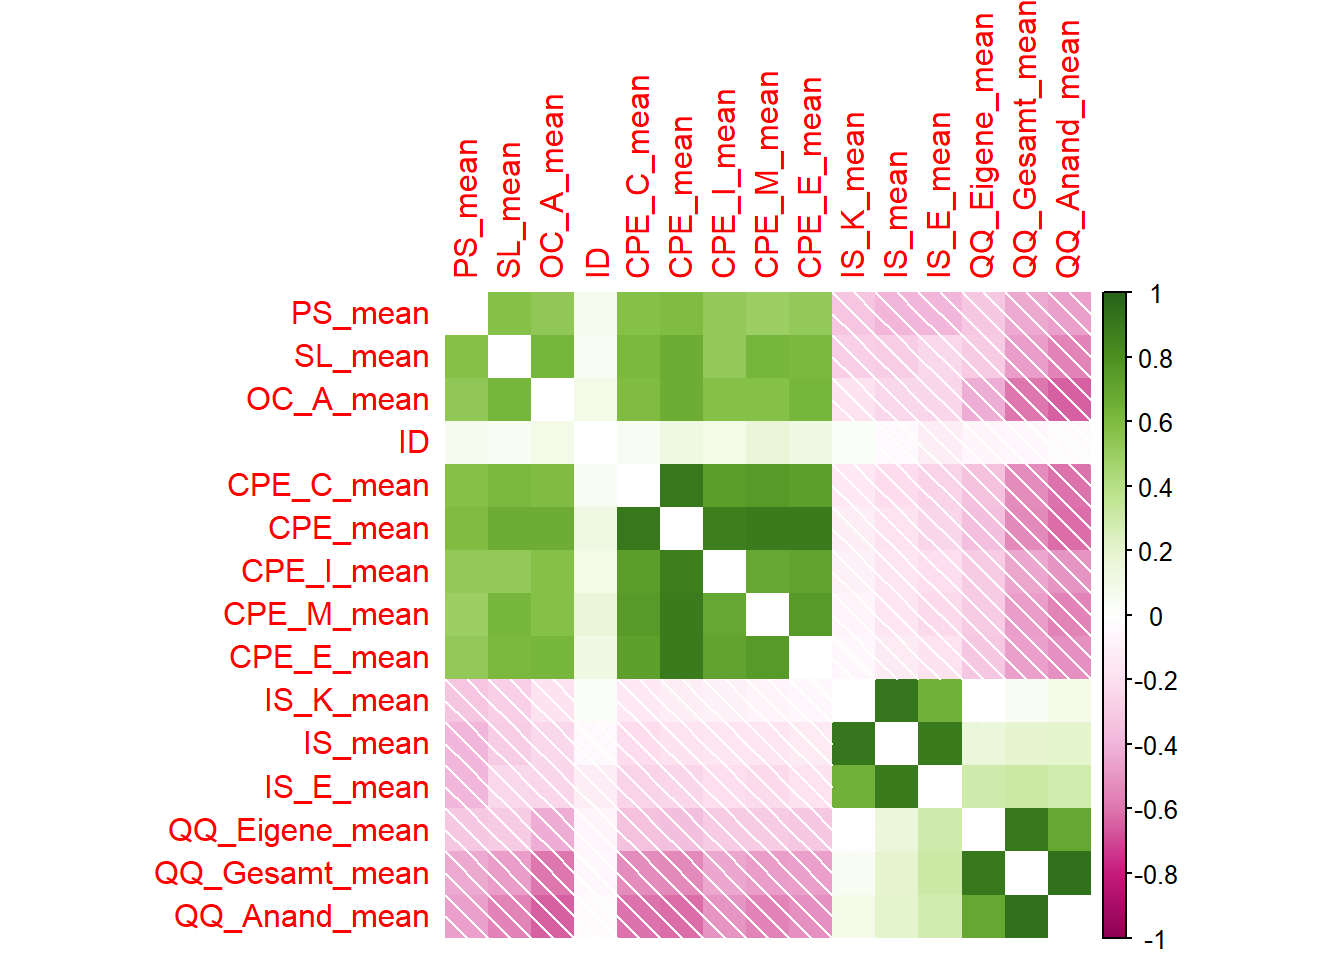 PS_mean
SL_mean
OC_A_mean
ID
CPE_C_mean
CPE_mean
CPE_I_mean
CPE_M_mean
CPE_E_mean
IS_K_mean
IS_mean
IS_E_mean
QQ_Eigene_mean
QQ_Gesamt_mean
QQ_Anand_mean
PS_mean
SL_mean
OC_A_mean
ID
CPE_C_mean
CPE_mean
CPE_I_mean
CPE_M_mean
CPE_E_mean
IS_K_mean
IS_mean
IS_E_mean
QQ_Eigene_mean
QQ_Gesamt_mean
QQ_Anand_mean
1
0.8
0.6
0.4
0.2
0
-0.2
-0.4
-0.6
-0.8
-1